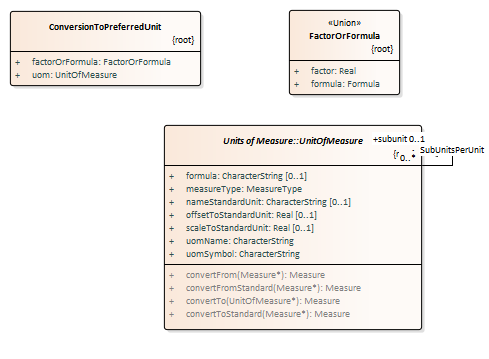 ConversionToPreferredUnit
{root}
+ factorOrFormula: FactorOrFormula
+ uom: UnitOfMeasure
«Union»
FactorOrFormula
{root}
+ factor: Real
+ formula: Formula
Units of Measure::UnitOfMeasure
+subunit 0..1
SubUnitsPerUnit
0..*
+ formula: CharacterString [0..1]
+ measureType: MeasureType
+ nameStandardUnit: CharacterString [0..1]
+ offsetToStandardUnit: Real [0..1]
+ scaleToStandardUnit: Real [0..1]
+ uomName: CharacterString
+ uomSymbol: CharacterString
+ convertFrom(Measure*): Measure
+ convertFromStandard(Measure*): Measure
+ convertTo(UnitOfMeasure*): Measure
+ convertToStandard(Measure*): Measure